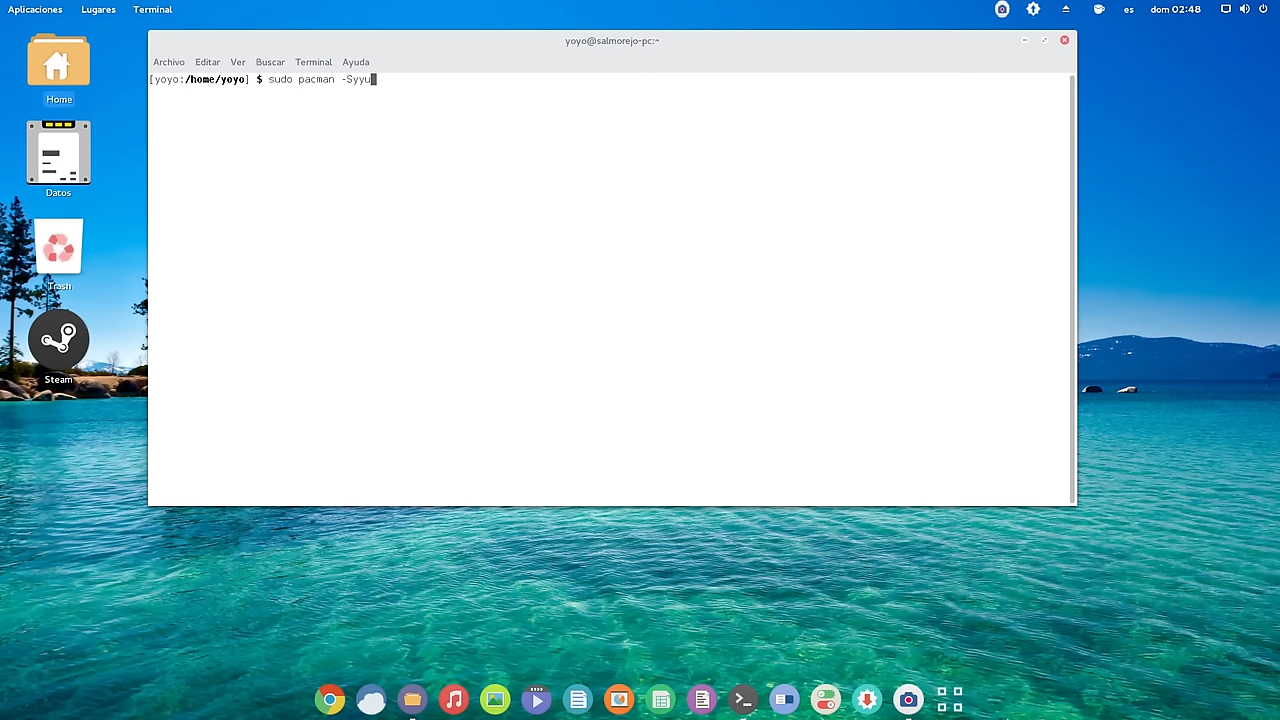 Aplicaciones Lugares Terminal es dom 02:48
yoyo@salmorejo-pc:~
Archivo Editar Ver Buscar Terminal Ayuda
[yoyo:/home/yoyo] $ sudo pacman -Syyu
Home
Datos
Trash
Steam